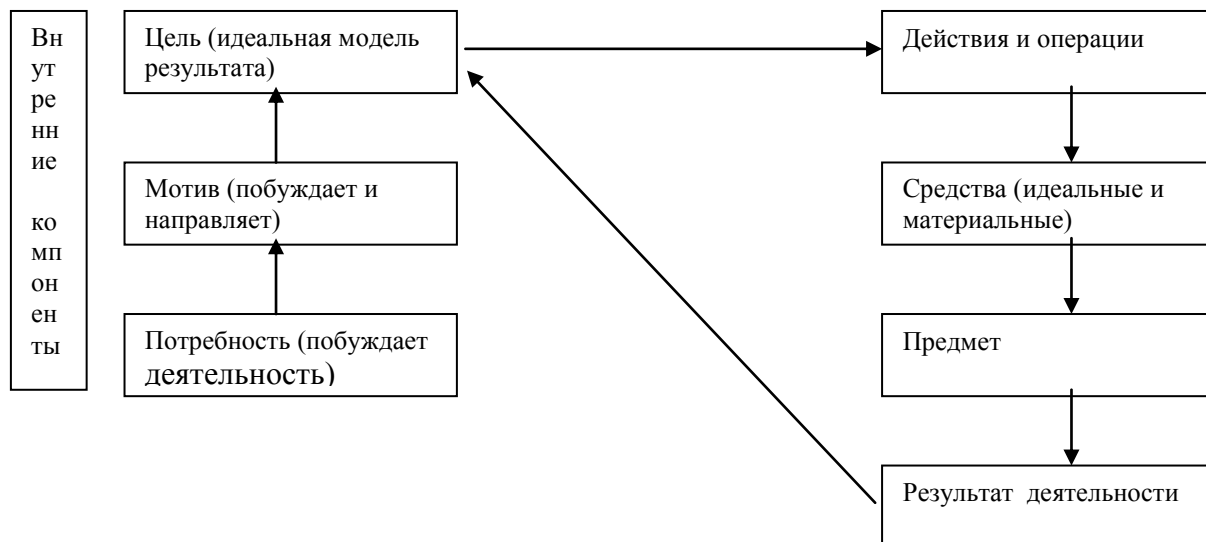 Вн
ут
ре
нн
ие
ко
мп
он
ен
ты
Цель (идеальная модель
результата)
Мотив (побуждает и
направляет)
Потребность (побуждает
деятельность)
Действия и операции
Средства (идеальные и
материальные)
Предмет
Результат деятельности